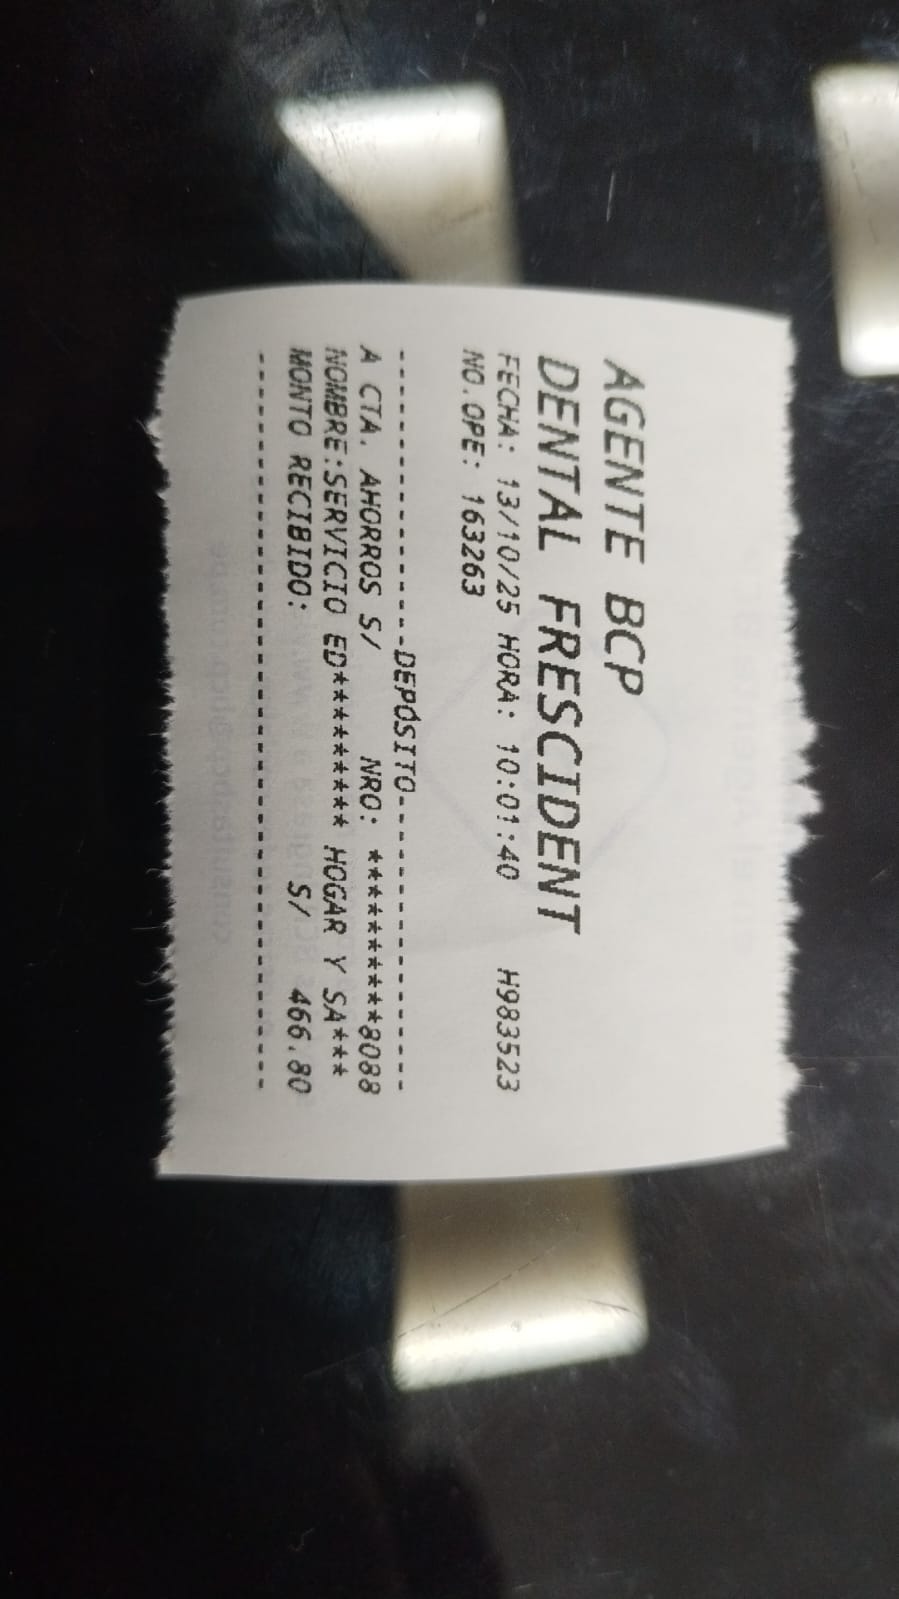 AGENTE BCP
DENTAL FRESCIDENT
FECHA: 13/10/25 HORA: 10:01:40 H983523
NO.OPE: 163263
--------------------DEPÓSITO--------------------
A CTA. AHORROS S/ NRO: **********8088
NOMBRE:SERVICIO ED********** HOGAR Y SA***
MONTO RECIBIDO: S/ 466.80
------------------------------------------------